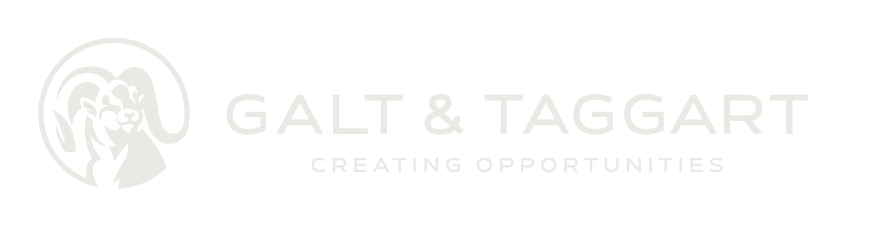 GALT & TAGGART
CREATING OPPORTUNITIES